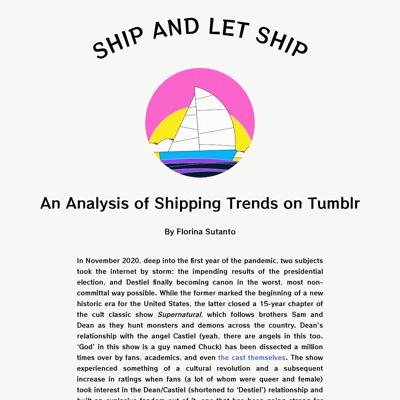 SHIP AND LET SHIP
An Analysis of Shipping Trends on Tumblr
By Florina Sutanto
In November 2020, deep into the first year of the pandemic, two subjects
took the internet by storm: the impending results of the presidential
election, and Destiel finally becoming canon in the worst, most non-
committal way possible. While the former marked the beginning of a new
historic era for the United States, the latter closed a 15-year chapter of
the cult classic show Supernatural, which follows brothers Sam and
Dean as they hunt monsters and demons across the country. Dean's
relationship with the angel Castiel (yeah, there are angels in this too.
'God' in this show is a guy named Chuck) has been dissected a million
times over by fans, academics, and even the cast themselves. The show
experienced something of a cultural revolution and a subsequent
increase in ratings when fans (a lot of whom were queer and female)
took interest in the Dean/Castiel (shortened to 'Destiel') relationship and